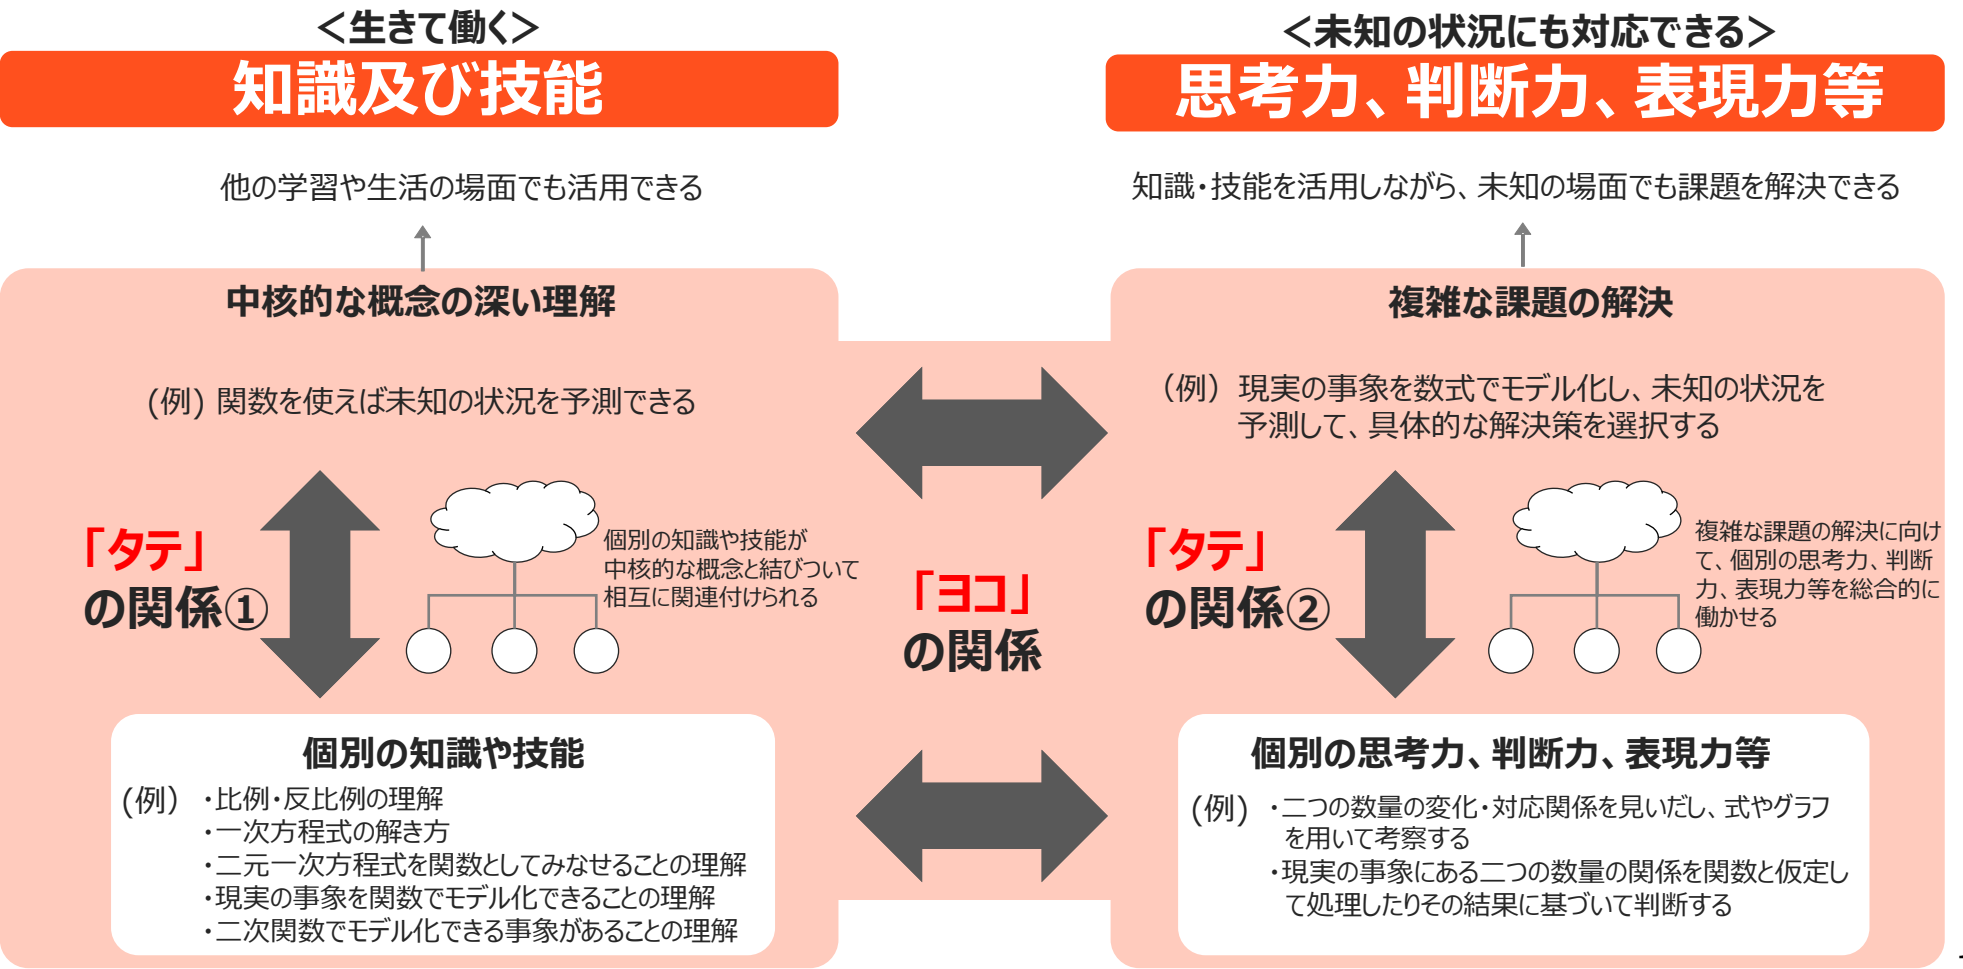 ＜生きて働く＞
知識及び技能
他の学習や生活の場面でも活用できる
中核的な概念の深い理解
(例) 関数を使えば未知の状況を予測できる
「タテ」
の関係①
個別の知識や技能が
中核的な概念と結びついて
相互に関連付けられる
個別の知識や技能
(例)
・比例・反比例の理解
・一次方程式の解き方
・二元一次方程式を関数としてみなせることの理解
・現実の事象を関数でモデル化できることの理解
・二次関数でモデル化できる事象があることの理解
「ヨコ」
の関係
＜未知の状況にも対応できる＞
思考力、判断力、表現力等
知識・技能を活用しながら、未知の場面でも課題を解決できる
複雑な課題の解決
（例）現実の事象を数式でモデル化し、未知の状況を
予測して、具体的な解決策を選択する
「タテ」
の関係②
複雑な課題の解決に向け
て、個別の思考力、判断
力、表現力等を総合的に
働かせる
個別の思考力、判断力、表現力等
(例)
・二つの数量の変化・対応関係を見いだし、式やグラフ
を用いて考察する
・現実の事象にある二つの数量の関係を関数と仮定し
て処理したりその結果に基づいて判断する